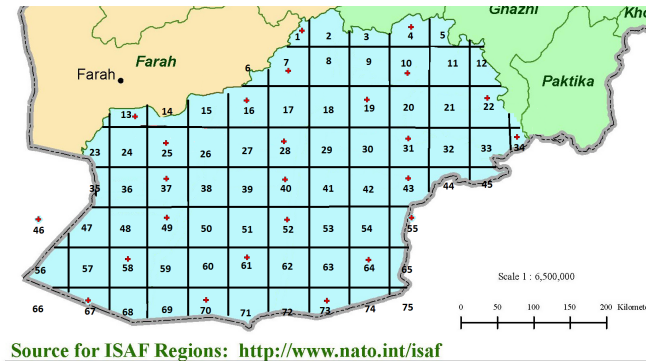 Ghazni
Kho
1 2 3 4 5
Farah
6 7 8 9 10 11 12
Farah
Paktika
13 14 15 16 17 18 19 20 21 22
23 24 25 26 27 28 29 30 31 32 33 34
35 36 37 38 39 40 41 42 43 44 45
46 47 48 49 50 51 52 53 54 55
56 57 58 59 60 61 62 63 64 65
Scale 1 : 6,500,000
66 67 68 69 70 71 72 73 74 75
0 50 100 150 200 Kilomete
Source for ISAF Regions: http://www.nato.int/isaf